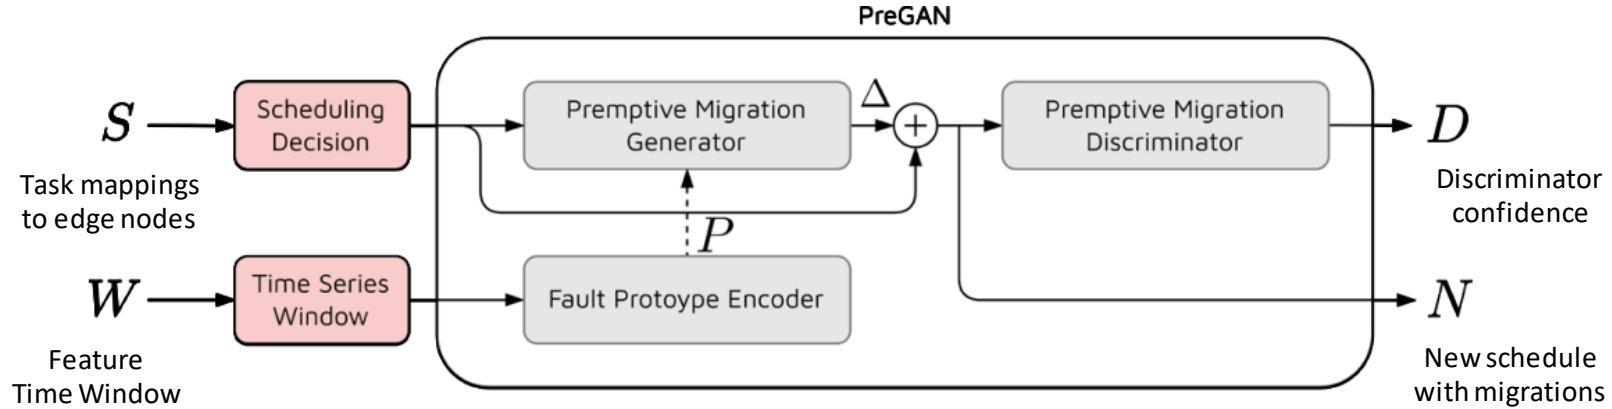 PreGAN
S
Scheduling
Decision
Premptive Migration
Generator
Δ
+
Premptive Migration
Discriminator
D
Task mappings
to edge nodes
Discriminator
confidence
P
W
Time Series
Window
Fault Protoype Encoder
N
Feature
Time Window
New schedule
with migrations